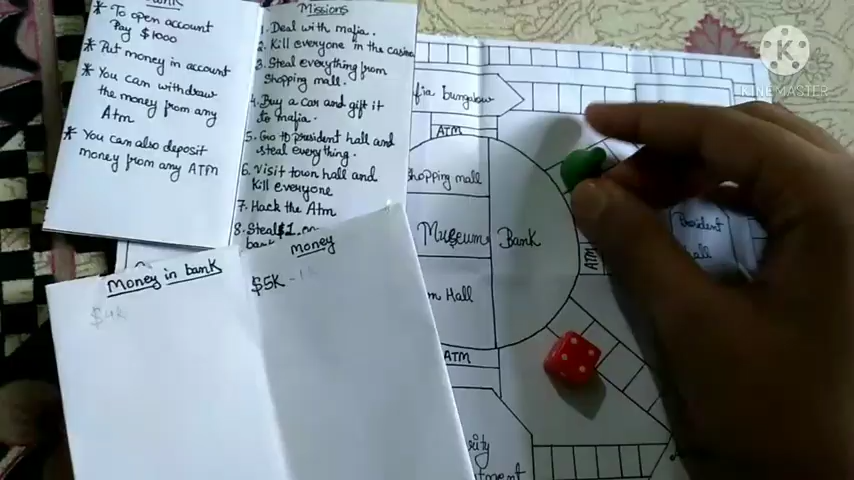 * To open account
Pay $1000
* Put money in account
* You can withdraw
the money from any
Atm
* You can also deposit
money from any ATM
Missions
1. Deal with mafia.
2. Kill everyone in the casino
3. Steal everything from
shopping mall.
4. Buy a car and gift it
to mafia.
5. Go to president hall and
steal everything.
6. Visit town hall and
kill everyone
7. Hack the Atm
8. Steal $1
bank
Money in bank
$4k
money
$5K -
bunglow
ATM
Shopping mall
Museum
Bank
Hall
ATM
ATM
President
Hall
KINEMASTER